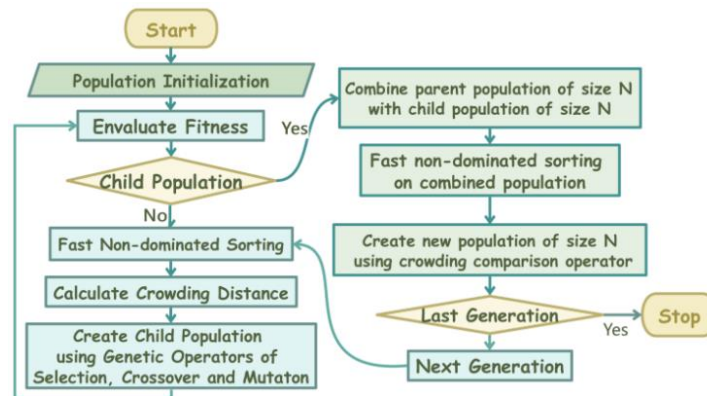 Start
Population Initialization
Envaluate Fitness
Yes
Child Population
No
Fast Non-dominated Sorting
Calculate Crowding Distance
Create Child Population
using Genetic Operators of
Selection, Crossover and Mutaton
Combine parent population of size N
with child population of size N
Fast non-dominated sorting
on combined population
Create new population of size N
using crowding comparison operator
Last Generation
Yes
Stop
Next Generation